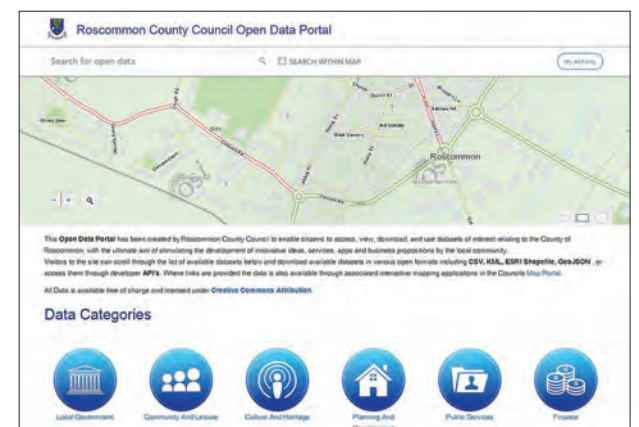 Roscommon County Council Open Data Portal
Search for open data
SEARCH WITHIN MAP
My Activity
Roscommon
This Open Data Portal has been created by Roscommon County Council to enable citizens to access, view, download, and use datasets of interest relating to the County of
Roscommon, with the ultimate aim of stimulating the development of innovative ideas, services, apps and business propositions by the local community.
Visitors to the site can scroll through the list of available datasets below and download available datasets in various open formats including CSV, KML, ESRI Shapefile, GeoJSON , or
access them through developer API's. Where links are provided the data is also available through associated interactive mapping applications in the Councils Map Portal.
All Data is available free of charge and licensed under Creative Commons Attribution.
Data Categories
Local Government
Community And Leisure
Culture And Heritage
Planning And
Public Services
Finance